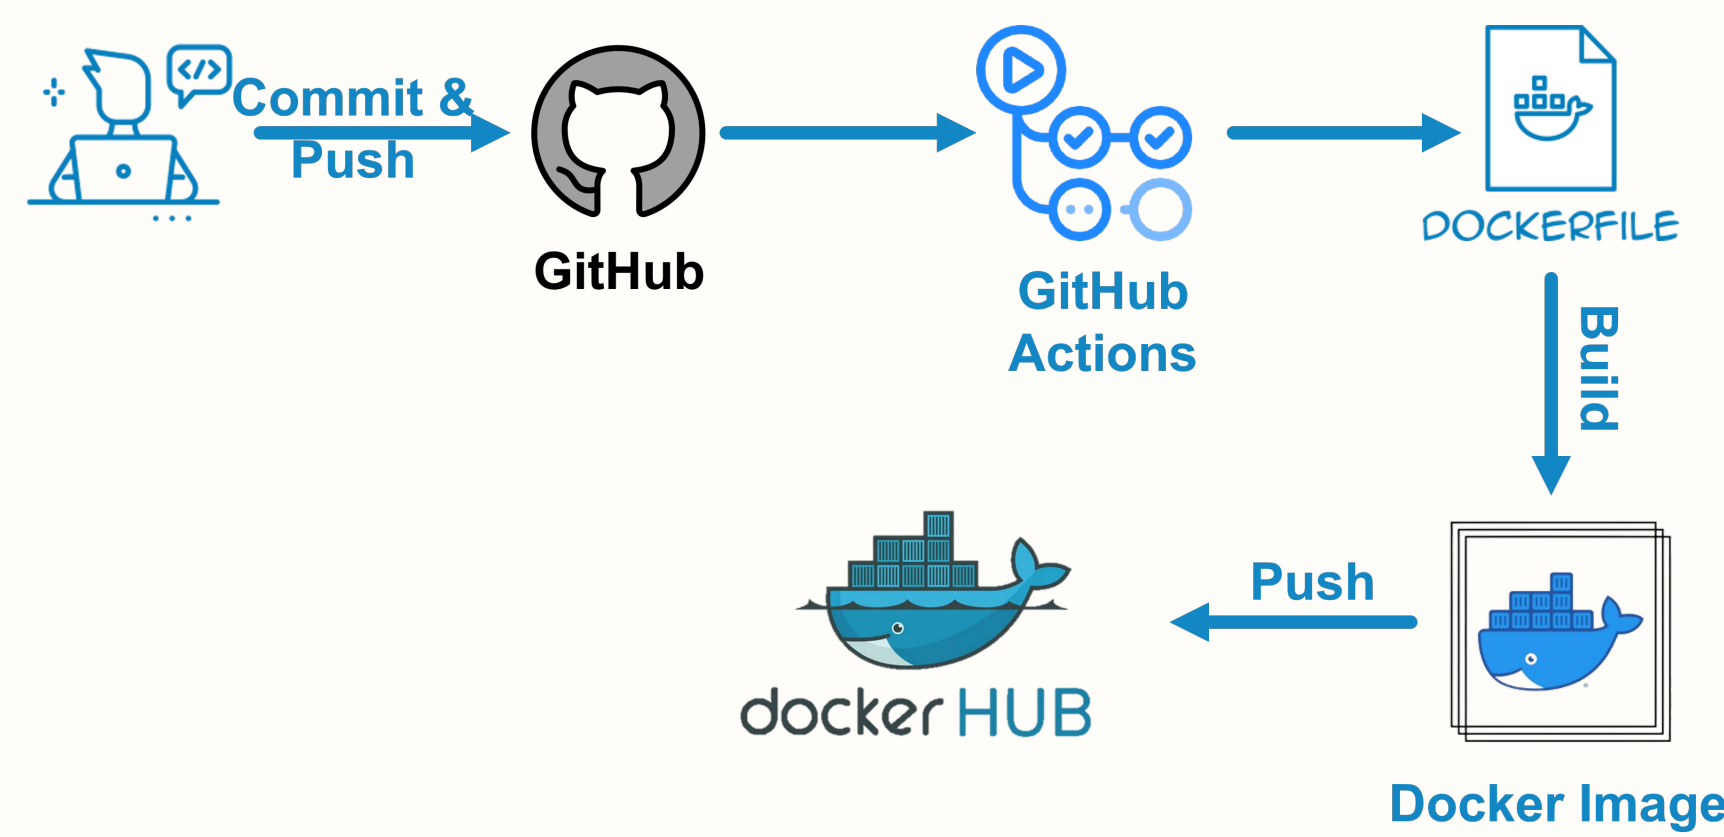 </>
Commit &
Push
GitHub
GitHub
Actions
DOCKERFILE
Build
Push
docker HUB
Docker Image